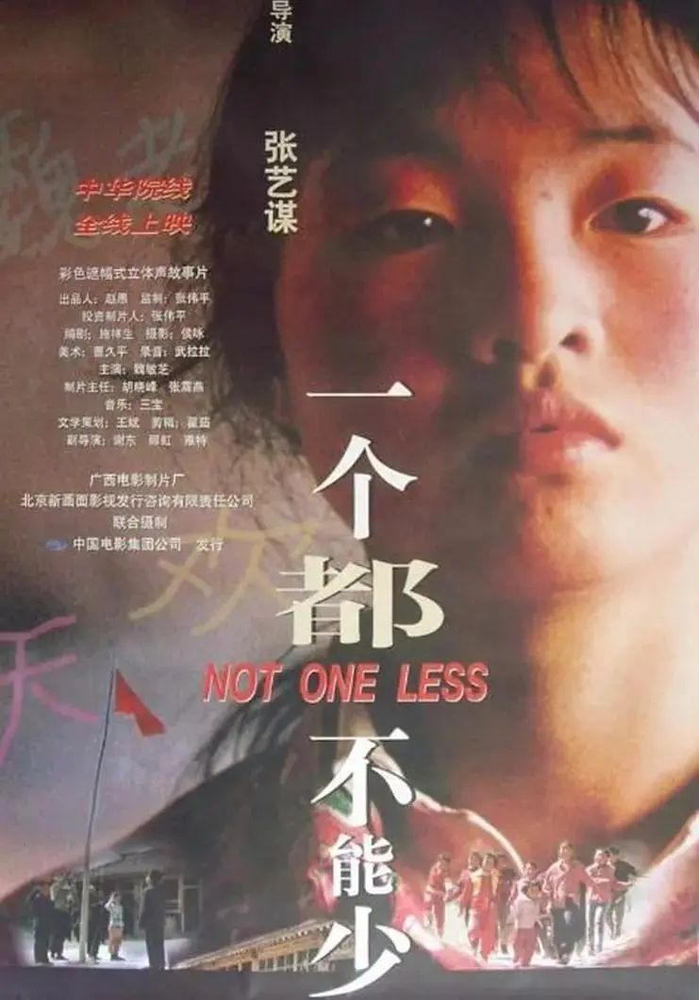 导演
张艺谋
魏老
中华院线
全线上映
彩色遮幅式立体声故事片
出品人：赵愚 监制：张伟平
投资制片人：张伟平
编剧：施祥生 摄影：侯咏
美术：曹久平 录音：武拉拉
主演：魏敏芝
制片主任：胡晓峰 张震燕
音乐：三宝
文学策划：王斌 剪辑：翟茹
副导演：谢东 雅特
广西电影制片厂
北京新画面影视发行咨询有限责任公司
联合摄制
中国电影集团公司 发行
欢
天
一个都不能少
NOT ONE LESS